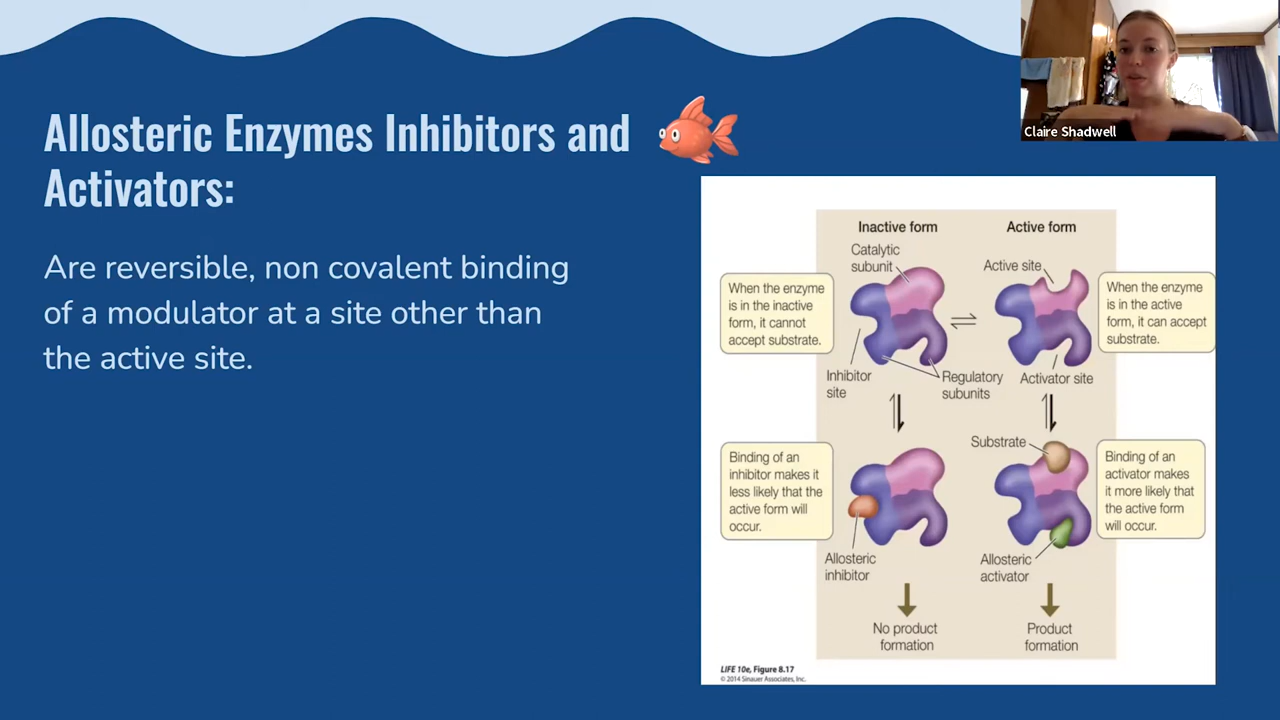 Allosteric Enzymes Inhibitors and
Activators:
Claire Shadwell
Are reversible, non covalent binding
of a modulator at a site other than
the active site.
Inactive form
Active form
Catalytic
subunit
Active site
When the enzyme
is in the inactive
form, it cannot
accept substrate.
When the enzyme
is in the active
form, it can accept
substrate.
Inhibitor
site
Regulatory
subunits
Activator site
Substrate
Binding of an
inhibitor makes it
less likely that the
active form will
occur.
Binding of an
activator makes
it more likely that
the active form
will occur.
Allosteric
inhibitor
Allosteric
activator
No product
formation
Product
formation
LIFE 10e, Figure 8.17
© 2014 Sinauer Associates, Inc.